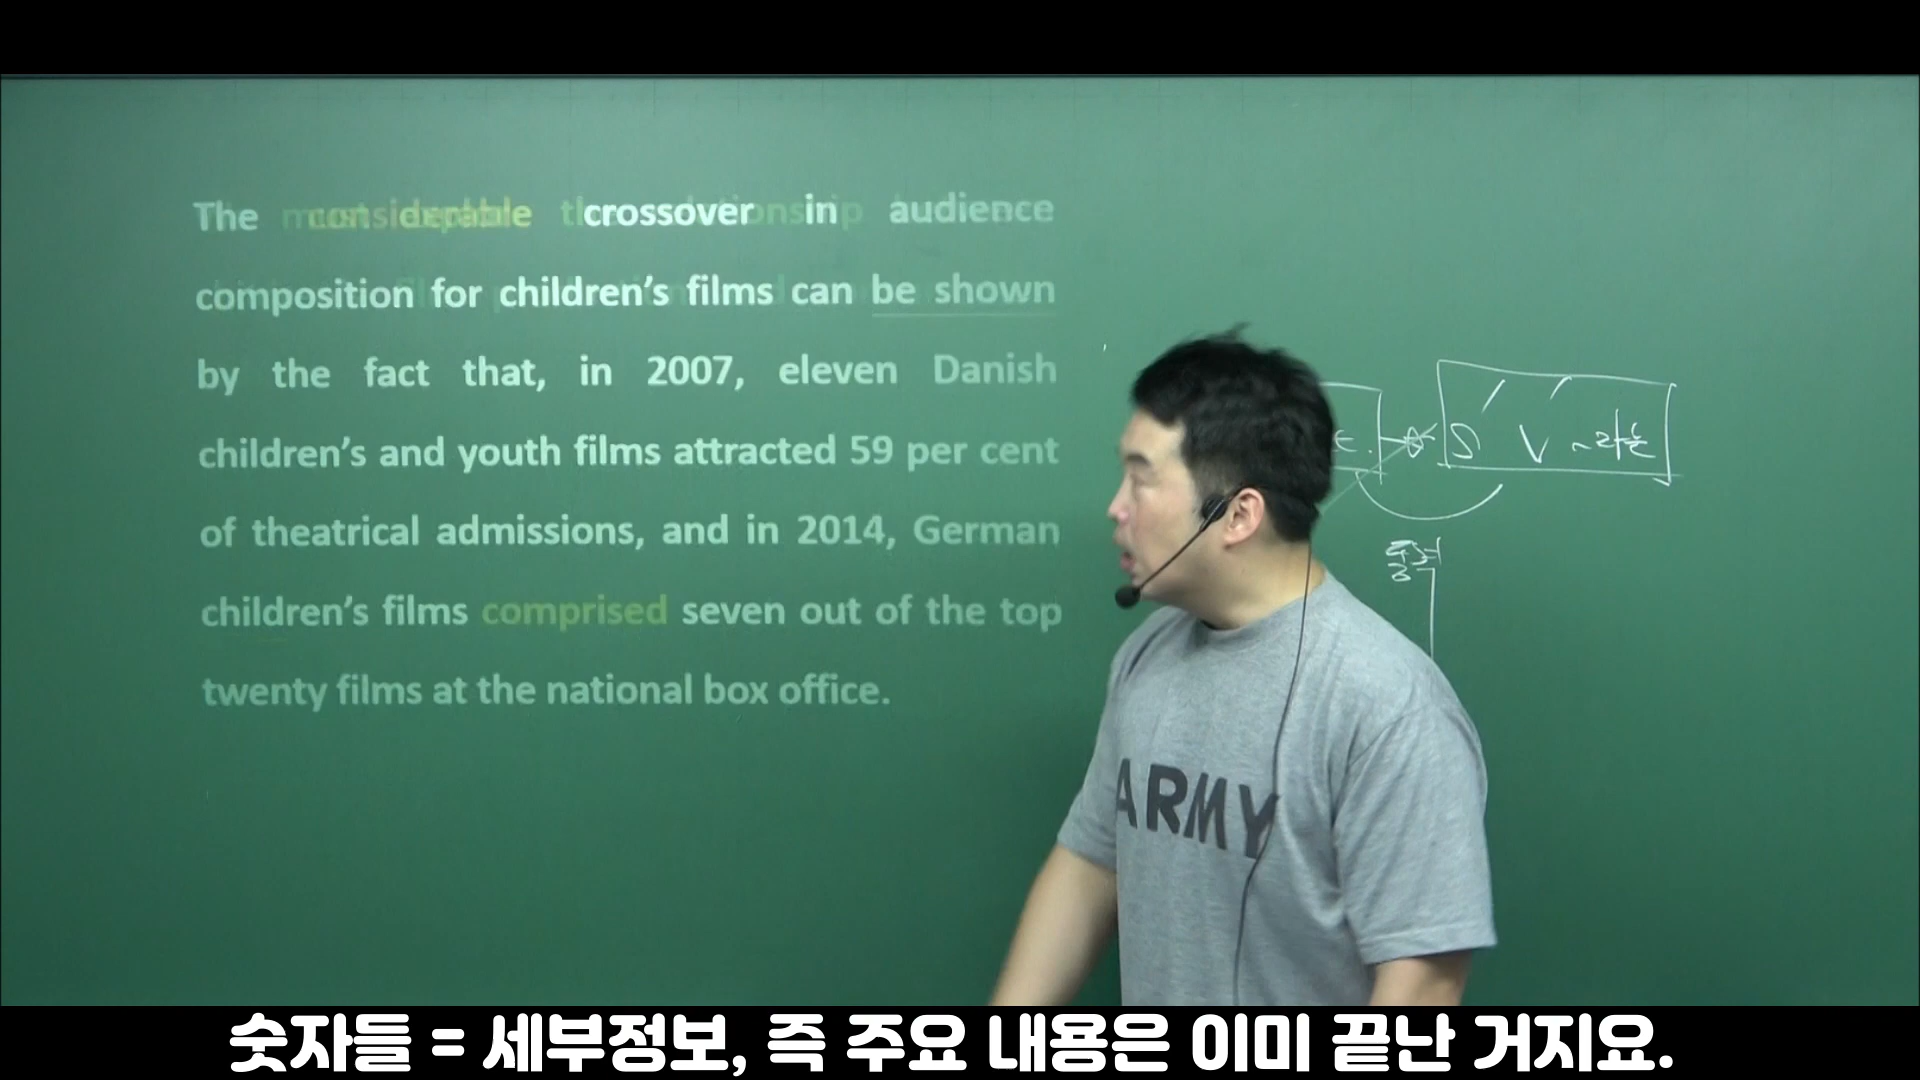 The considerable crossover in audience
composition for children's films can be shown
by the fact that, in 2007, eleven Danish
children's and youth films attracted 59 per cent
of theatrical admissions, and in 2014, German
children's films comprised seven out of the top
twenty films at the national box office.
S V
ARMY
숫자들 = 세부정보, 즉 주요 내용은 이미 끝난 거지요.